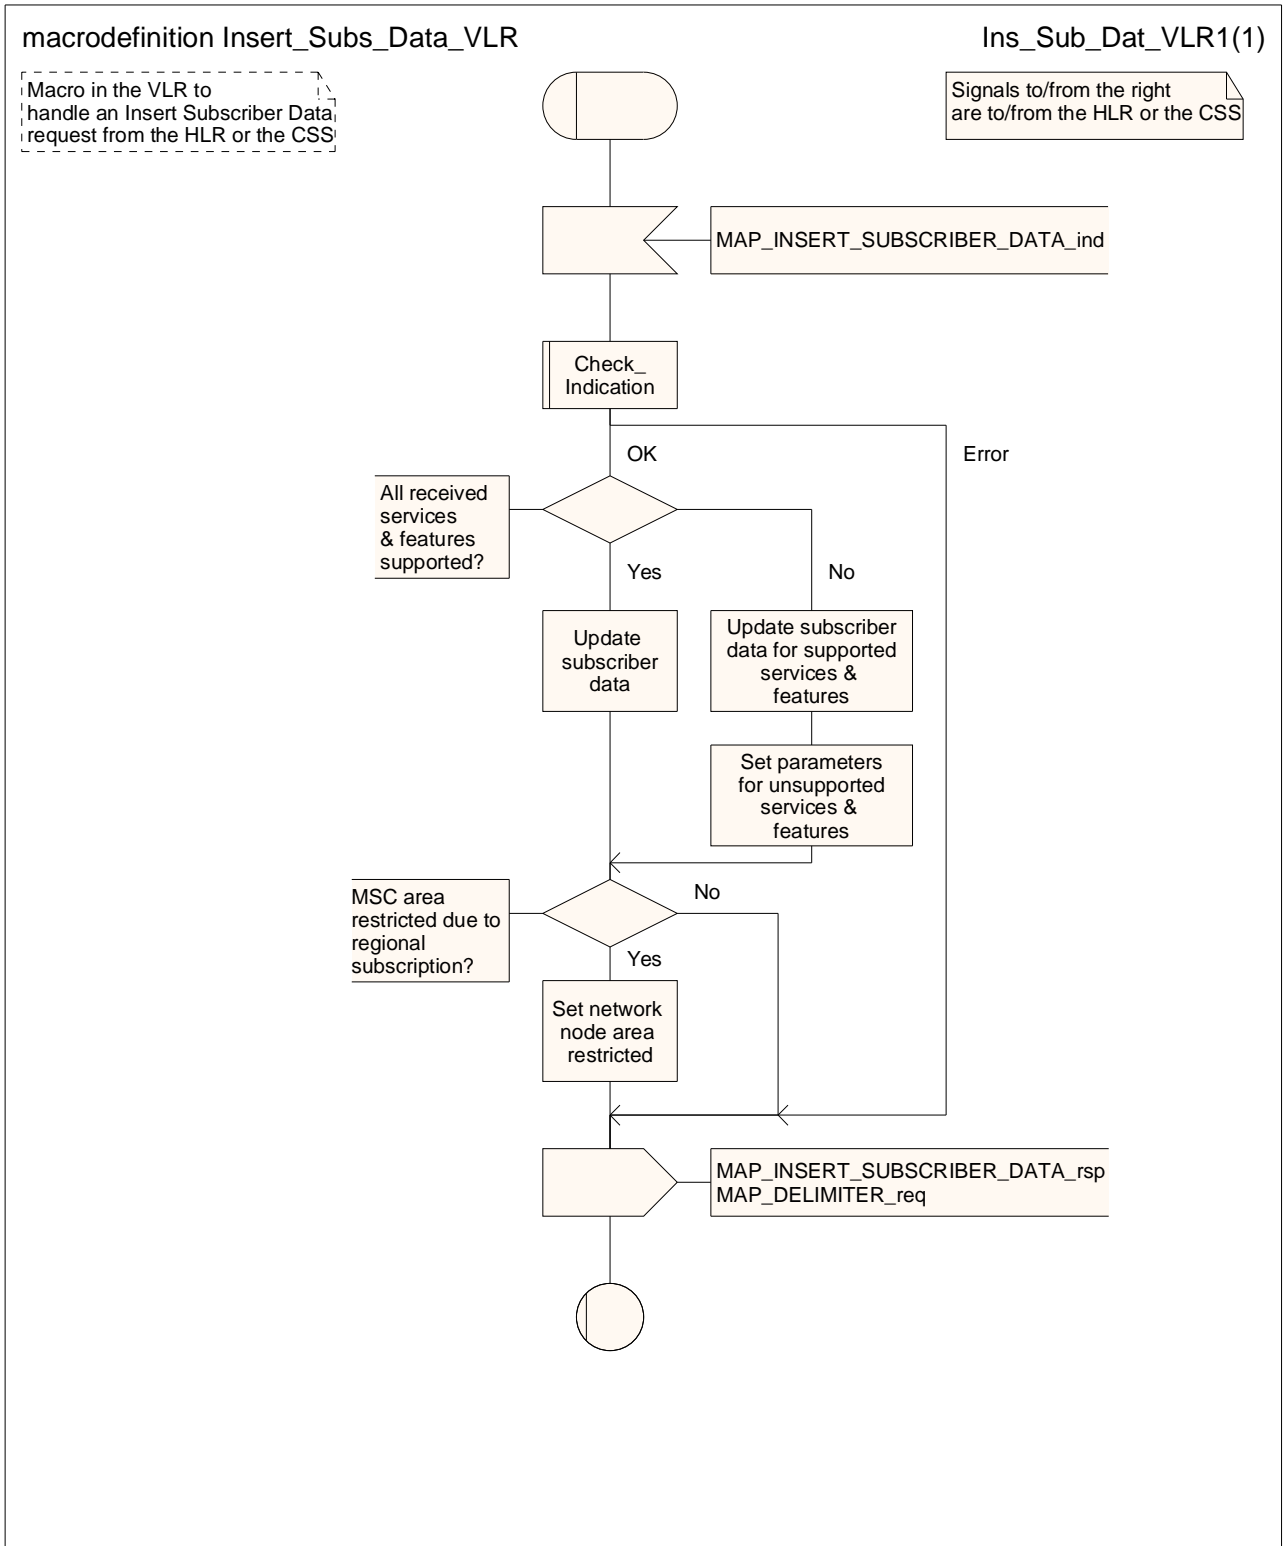 macrodefinition Insert_Subs_Data_VLR
Ins_Sub_Dat_VLR1(1)
Macro in the VLR to
handle an Insert Subscriber Data
request from the HLR or the CSS
Signals to/from the right
are to/from the HLR or the CSS
MAP_INSERT_SUBSCRIBER_DATA_ind
Check_
Indication
OK
Error
All received
services
& features
supported?
Yes
No
Update
subscriber
data
Update subscriber
data for supported
services &
features
Set parameters
for unsupported
services &
features
MSC area
restricted due to
regional
subscription?
No
Yes
Set network
node area
restricted
MAP_INSERT_SUBSCRIBER_DATA_rsp
MAP_DELIMITER_req